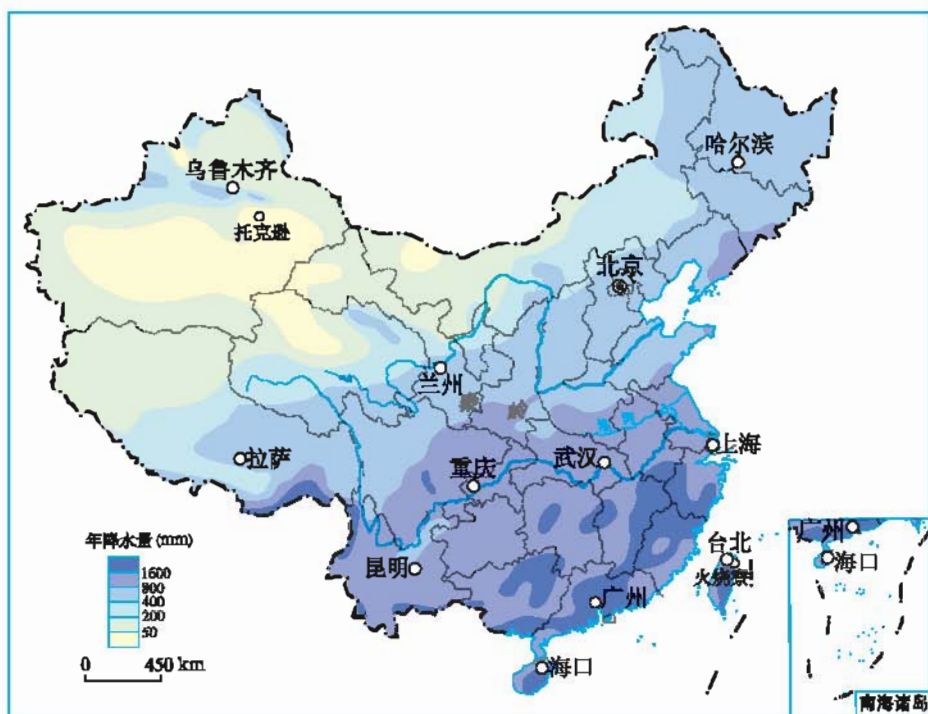 哈尔滨
乌鲁木齐
托克逊
北京
兰州
秦 岭
拉萨
重庆
武汉
上海
昆明
广州
台北
火烧寮
海口
年降水量 (mm)
1600
800
400
200
50
0 450 km
广州
海口
南海诸岛